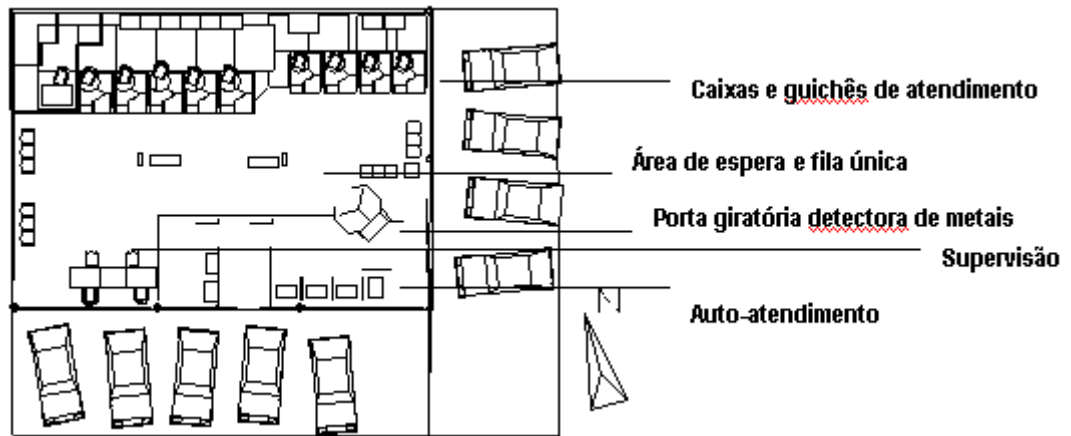 Caixas e guichês de atendimento
Área de espera e fila única
Porta giratória detectora de metais
Supervisão
Auto-atendimento